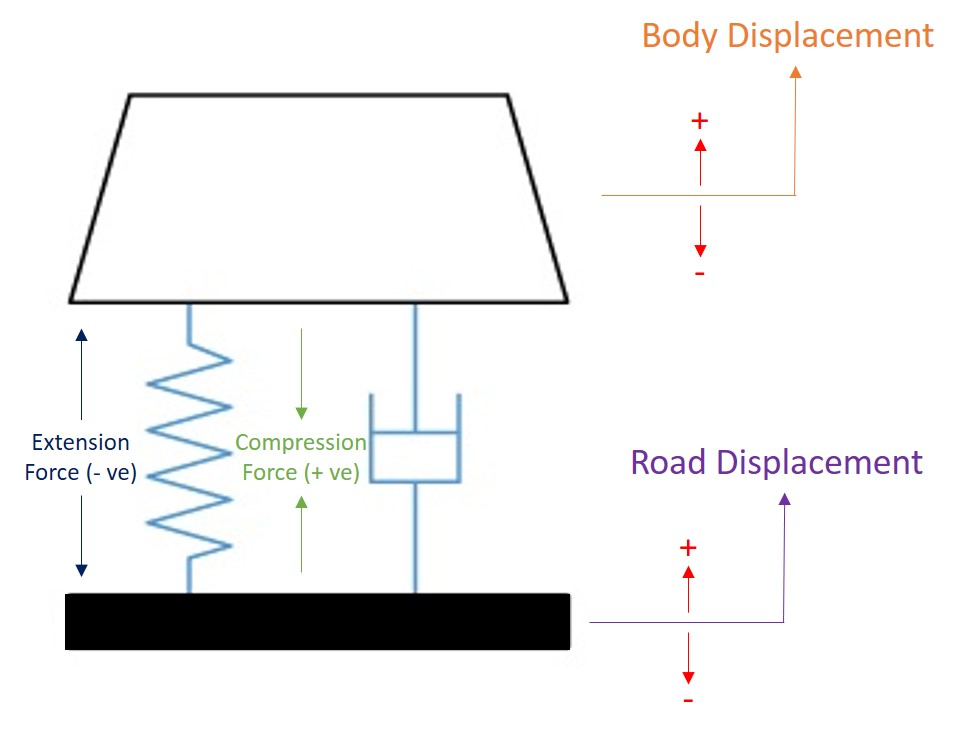 Body Displacement
+
-
Extension
Force (- ve)
Compression
Force (+ ve)
Road Displacement
+
-